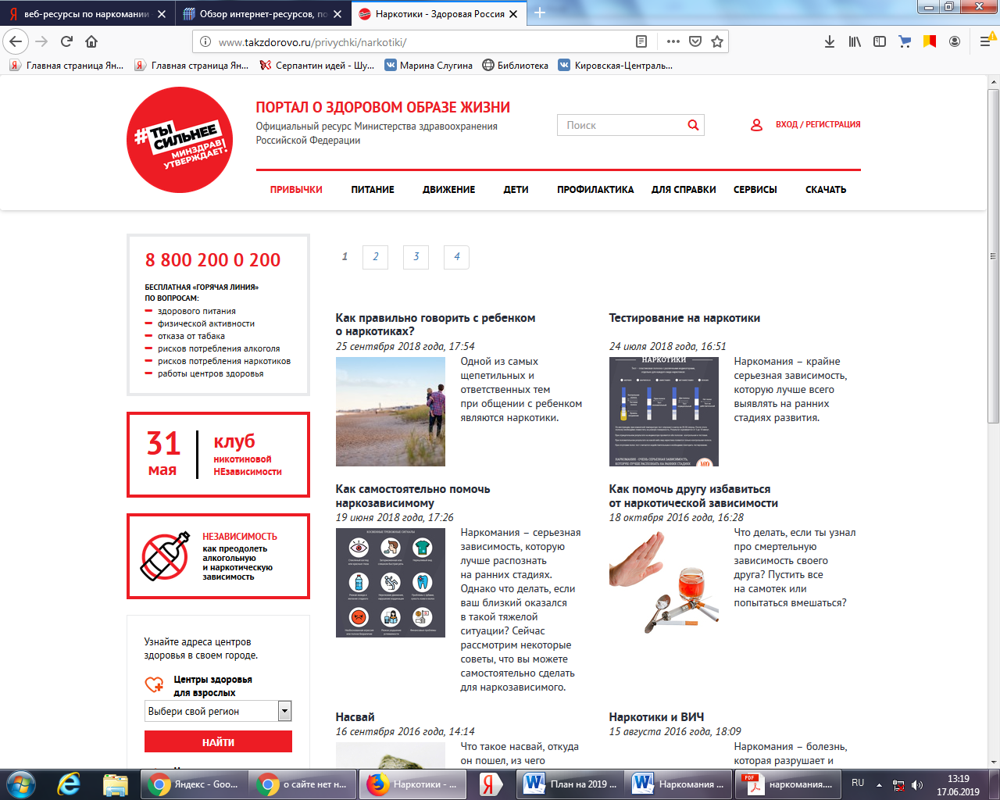 веб-ресурсы по наркомании
Обзор интернет-ресурсов, по
Наркотики - Здоровая Россия
www.takzdorovo.ru/privychki/narkotiki/
Главная страница Ян...
Главная страница Ян...
Серпантин идей - Шу...
Марина Слугина
Библиотека
Кировская-Централь...
#ТЫ
СИЛЬНЕЕ
МИНЗДРАВ
УТВЕРЖДАЕТ!
ПОРТАЛ О ЗДОРОВОМ ОБРАЗЕ ЖИЗНИ
Официальный ресурс Министерства здравоохранения
Российской Федерации
Поиск
ВХОД / РЕГИСТРАЦИЯ
ПРИВЫЧКИ ПИТАНИЕ ДВИЖЕНИЕ ДЕТИ ПРОФИЛАКТИКА ДЛЯ СПРАВКИ СЕРВИСЫ СКАЧАТЬ
8 800 200 0 200
БЕСПЛАТНАЯ «ГОРЯЧАЯ ЛИНИЯ»
ПО ВОПРОСАМ:
здорового питания
физической активности
отказа от табака
рисков потребления алкоголя
рисков потребления наркотиков
работы центров здоровья
31
мая
клуб
никотиновой
НЕзависимости
НЕЗАВИСИМОСТЬ
как преодолеть
алкогольную
и наркотическую
зависимость
Узнайте адреса центров
здоровья в своем городе.
Центры здоровья
для взрослых
Выбери свой регион
НАЙТИ
1 2 3 4
Как правильно говорить с ребенком
о наркотиках?
25 сентября 2018 года, 17:54
Одной из самых
щепетильных и
ответственных тем
при общении с ребенком
являются наркотики.
Тестирование на наркотики
24 июля 2018 года, 16:51
НАРКОТИКИ
НАРКОМАНИЯ - ОЧЕНЬ СЕРЬЕЗНАЯ ЗАВИСИМОСТЬ,
КОТОРУЮ ЛУЧШЕ РАСПОЗНАТЬ НА РАННИХ СТАДИЯХ
Наркомания – крайне
серьезная зависимость,
которую лучше всего
выявлять на ранних
стадиях развития.
Как самостоятельно помочь
наркозависимому
19 июня 2018 года, 17:26
Наркомания – серьезная
зависимость, которую
лучше распознать
на ранних стадиях.
Однако что делать, если
ваш близкий оказался
в такой тяжелой
ситуации? Сейчас
рассмотрим некоторые
советы, что вы можете
самостоятельно сделать
для наркозависимого.
Как помочь другу избавиться
от наркотической зависимости
18 октября 2016 года, 16:28
Что делать, если ты узнал
про смертельную
зависимость своего
друга? Пустить все
на самотек или
попытаться вмешаться?
Насвай
16 сентября 2016 года, 14:14
Что такое насвай, откуда
он пошел, из чего
Наркотики и ВИЧ
15 августа 2016 года, 18:09
Наркомания – болезнь,
которая разрушает и
Яндекс - Goo...
о сайте нет н...
Наркотики - ...
План на 2019 ...
Наркомания ...
PDF
наркомания....
RU
13:19
17.06.2019